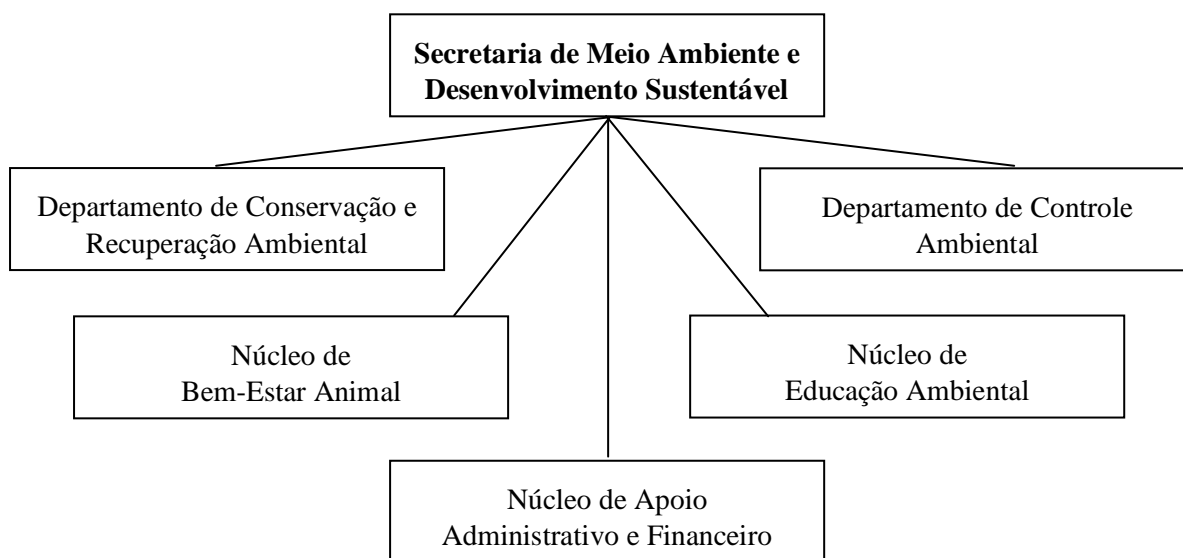 Secretaria de Meio Ambiente e
Desenvolvimento Sustentável
Departamento de Conservação e
Recuperação Ambiental
Departamento de Controle
Ambiental
Núcleo de
Bem-Estar Animal
Núcleo de
Educação Ambiental
Núcleo de Apoio
Administrativo e Financeiro